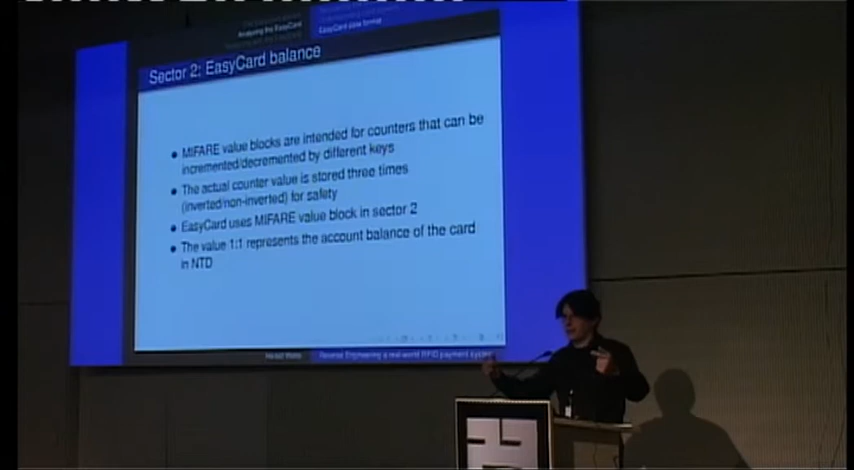 Analyzing the EasyCard
EasyCard data format
Sector 2: EasyCard balance
MIFARE value blocks are intended for counters that can be
incremented/decremented by different keys
The actual counter value is stored three times
(inverted/non-inverted) for safety
EasyCard uses MIFARE value block in sector 2
The value 1:1 represents the account balance of the card
in NTD
Harald Welte
Reverse Engineering a real-world RFID payment system